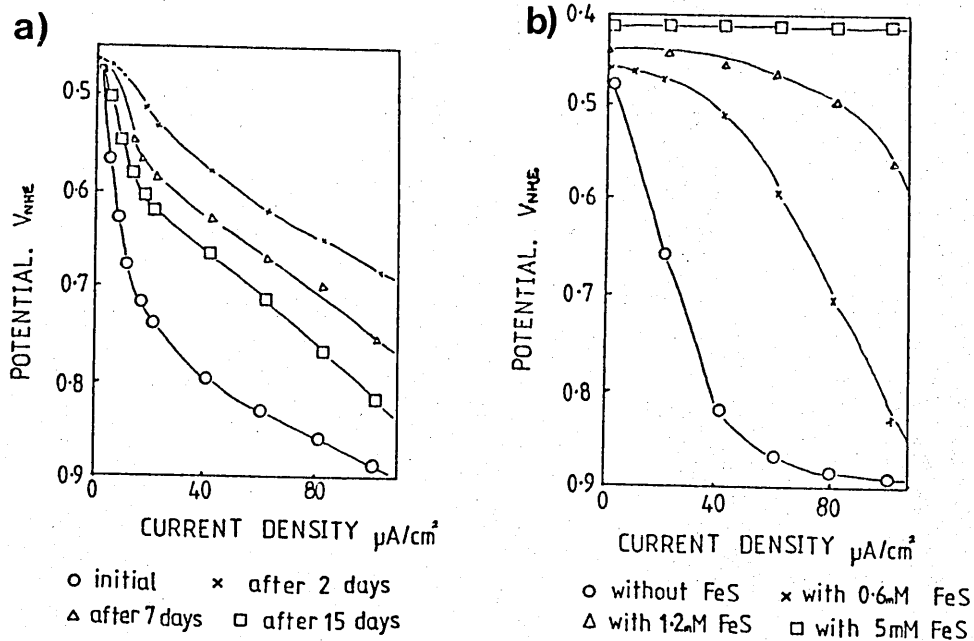 a)
0·5
0·6
0·7
0·8
0·9
POTENTIAL. V_NHE
0 40 80
CURRENT DENSITY μA/cm²
○ initial × after 2 days
△ after 7 days □ after 15 days
b)
0·4
0·5
0·6
0·7
0·8
0·9
POTENTIAL. V_NHE
0 40 80
CURRENT DENSITY μA/cm²
○ without FeS × with 0·6mM FeS
△ with 1·2mM FeS □ with 5mM FeS